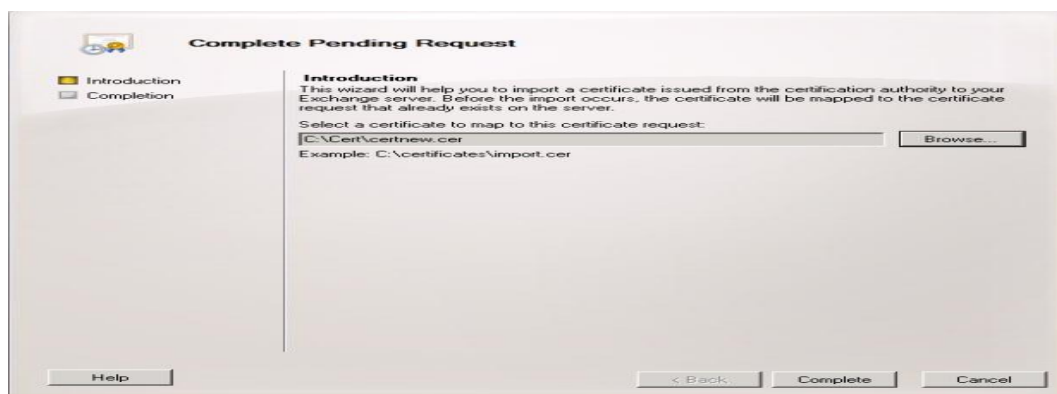 Complete Pending Request
Introduction
Completion
Introduction
This wizard will help you to import a certificate issued from the certification authority to your
Exchange server. Before the import occurs, the certificate will be mapped to the certificate
request that already exists on the server.
Select a certificate to map to this certificate request:
C:\Cert\certnew.cer
Browse...
Example: C:\certificates\import.cer
Help
< Back
Complete
Cancel